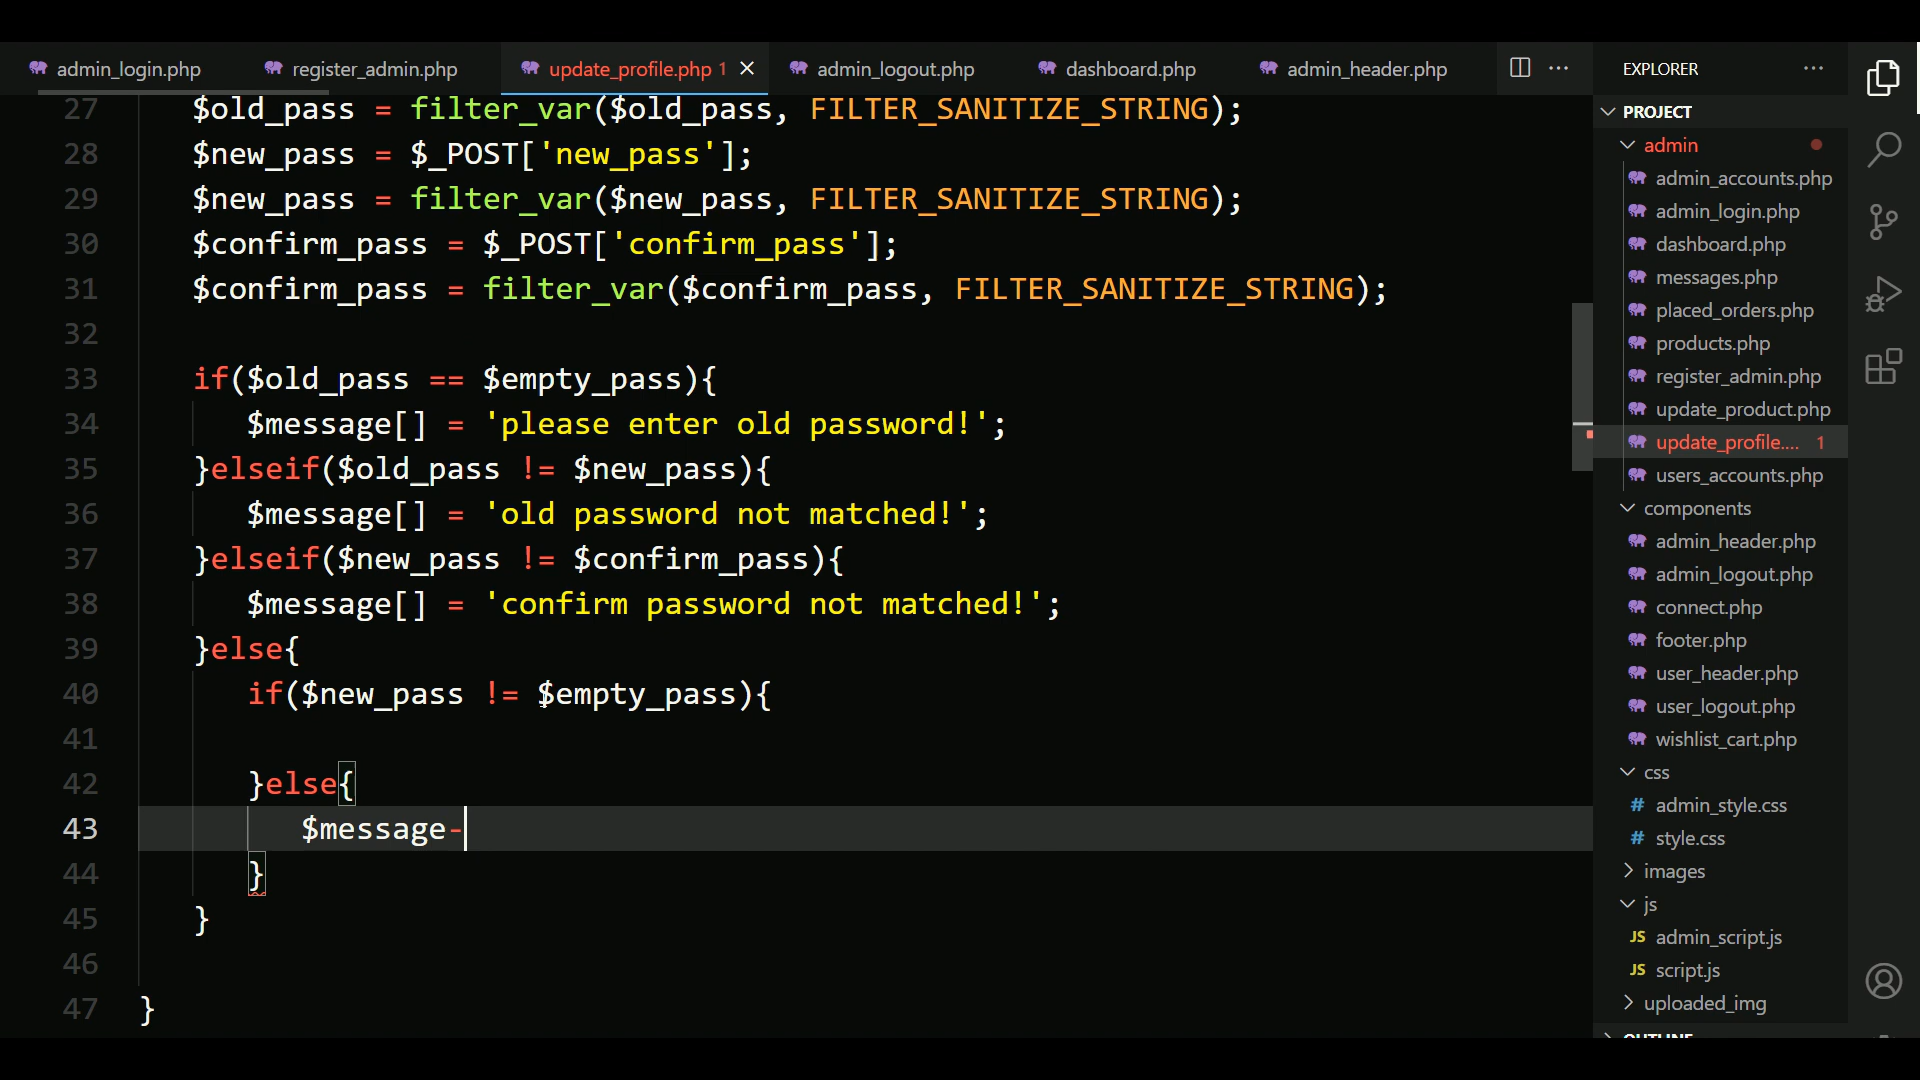 admin_login.php register_admin.php update_profile.php 1 admin_logout.php dashboard.php admin_header.php
27 $old_pass = filter_var($old_pass, FILTER_SANITIZE_STRING);
28 $new_pass = $_POST['new_pass'];
29 $new_pass = filter_var($new_pass, FILTER_SANITIZE_STRING);
30 $confirm_pass = $_POST['confirm_pass'];
31 $confirm_pass = filter_var($confirm_pass, FILTER_SANITIZE_STRING);
32
33 if($old_pass == $empty_pass){
34 $message[] = 'please enter old password!';
35 }elseif($old_pass != $new_pass){
36 $message[] = 'old password not matched!';
37 }elseif($new_pass != $confirm_pass){
38 $message[] = 'confirm password not matched!';
39 }else{
40 if($new_pass != $empty_pass){
41
42 }else{
43 $message-
44 }
45 }
46
47 }
EXPLORER
PROJECT
admin
admin_accounts.php
admin_login.php
dashboard.php
messages.php
placed_orders.php
products.php
register_admin.php
update_product.php
update_profile.... 1
users_accounts.php
components
admin_header.php
admin_logout.php
connect.php
footer.php
user_header.php
user_logout.php
wishlist_cart.php
css
# admin_style.css
# style.css
images
js
JS admin_script.js
JS script.js
uploaded_img
OUTLINE